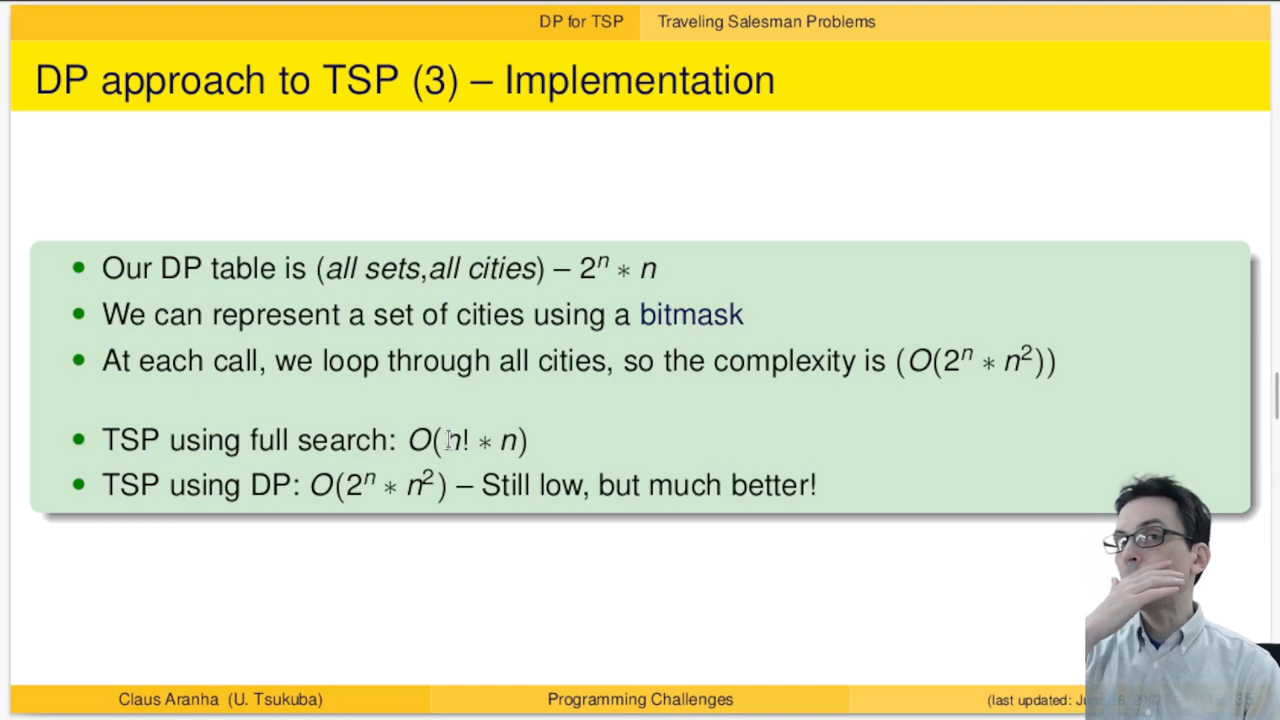 DP for TSP Traveling Salesman Problems
DP approach to TSP (3) – Implementation
• Our DP table is (all sets,all cities) – 2ⁿ * n
• We can represent a set of cities using a bitmask
• At each call, we loop through all cities, so the complexity is (O(2ⁿ * n²))
• TSP using full search: O(n! * n)
• TSP using DP: O(2ⁿ * n²) – Still low, but much better!
Claus Aranha (U. Tsukuba) Programming Challenges (last updated: